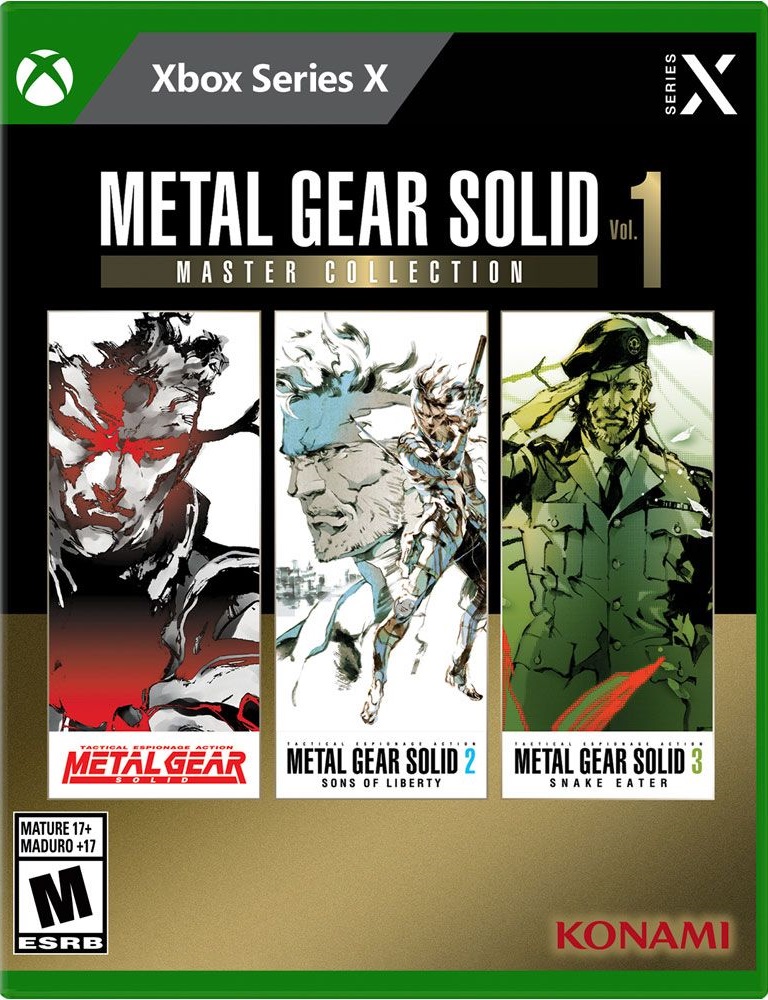 Xbox Series X
SERIES X
METAL GEAR SOLID Vol. 1
MASTER COLLECTION
TACTICAL ESPIONAGE ACTION
METAL GEAR
SOLID
TACTICAL ESPIONAGE ACTION
METAL GEAR SOLID 2
SONS OF LIBERTY
TACTICAL ESPIONAGE ACTION
METAL GEAR SOLID 3
SNAKE EATER
MATURE 17+
MADURO +17
M
ESRB
KONAMI